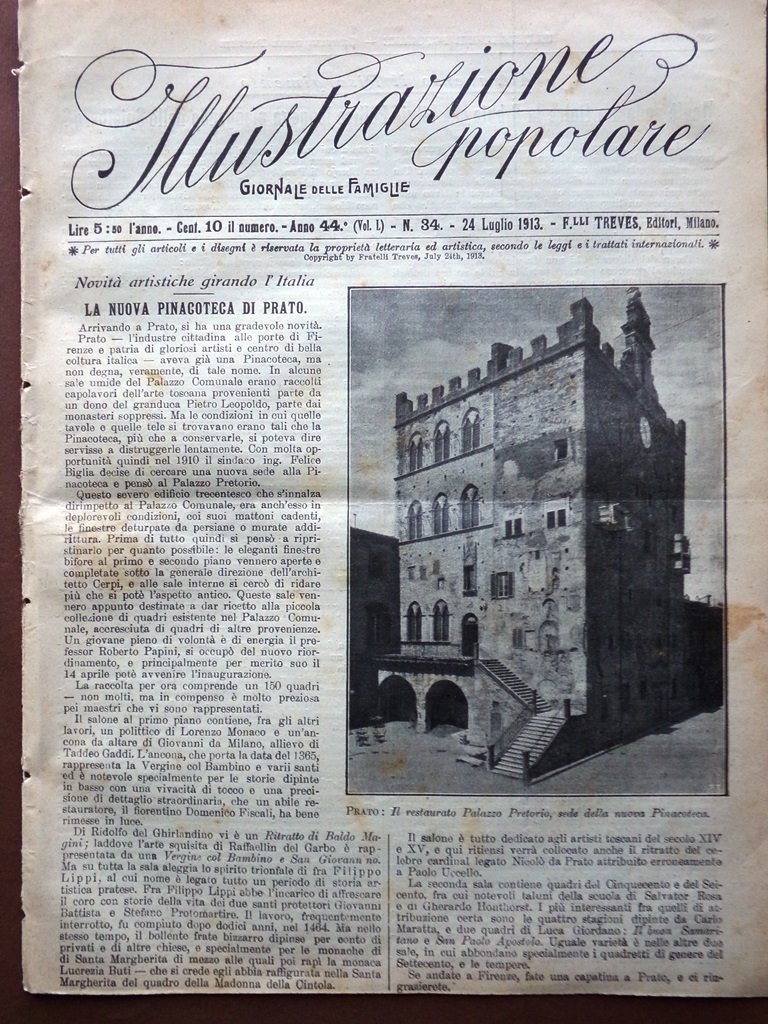 Illustrazione
popolare
GIORNALE DELLE FAMIGLIE
Lire 5:50 l'anno. - Cent. 10 il numero. - Anno 44.º (Vol. L) - N. 34. - 24 Luglio 1913. - F.LLI TREVES, Editori, Milano.
* Per tutti gli articoli e i disegni è riservata la proprietà letteraria ed artistica, secondo le leggi e i trattati internazionali. *
Copyright by Fratelli Treves, July 24th, 1913.
Novità artistiche girando l'Italia
LA NUOVA PINACOTECA DI PRATO.
Arrivando a Prato, si ha una gradevole novità.
Prato — l'industre cittadina alle porte di Fi-
renze e patria di gloriosi artisti e centro di bella
coltura italica — aveva già una Pinacoteca, ma
non degna, veramente, di tale nome. In alcune
sale umide del Palazzo Comunale erano raccolti
capolavori dell'arte toscana provenienti parte da
un dono del granduca Pietro Leopoldo, parte dai
monasteri soppressi. Ma le condizioni in cui quelle
tavole e quelle tele si trovavano erano tali che la
Pinacoteca, più che a conservarle, si poteva dire
servisse a distruggerle lentamente. Con molta op-
portunità quindi nel 1910 il sindaco ing. Felice
Biglia decise di cercare una nuova sede alla Pi-
nacoteca e pensò al Palazzo Pretorio.
Questo severo edificio trecentesco che s'innalza
dirimpetto al Palazzo Comunale, era anch'esso in
deplorevoli condizioni, coi suoi mattoni cadenti,
le finestre deturpate da persiane o murate addi-
rittura. Prima di tutto quindi si pensò a ripri-
stinarlo per quanto possibile: le eleganti finestre
bifore al primo e secondo piano vennero aperte e
completate sotto la generale direzione dell'archi-
tetto Cerpi, e alle sale interne si cercò di ridare
più che si potè l'aspetto antico. Queste sale ven-
nero appunto destinate a dar ricetto alla piccola
collezione di quadri esistente nel Palazzo Comu-
nale, accresciuta di quadri di altre provenienze.
Un giovane pieno di volontà e di energia il pro-
fessor Roberto Papini, si occupò del nuovo rior-
dinamento, e principalmente per merito suo il
14 aprile potè avvenire l'inaugurazione.
La raccolta per ora comprende un 150 quadri
— non molti, ma in compenso è molto preziosa
pei maestri che vi sono rappresentati.
Il salone al primo piano contiene, fra gli altri
lavori, un polittico di Lorenzo Monaco e un'an-
cona da altare di Giovanni da Milano, allievo di
Taddeo Gaddi. L'ancona, che porta la data del 1365,
rappresenta la Vergine col Bambino e varii santi
ed è notevole specialmente per le storie dipinte
in basso con una vivacità di tocco e una preci-
sione di dettaglio straordinaria, che un abile re-
stauratore, il fiorentino Domenico Fiscali, ha bene
rimesse in luce.
Di Ridolfo del Ghirlandino vi è un Ritratto di Baldo Ma-
gini; laddove l'arte squisita di Raffaellin del Garbo è rap-
presentata da una Vergine col Bambino e San Giovannino.
Ma su tutta la sala aleggia lo spirito trionfale di fra Filippo
Lippi, al cui nome è legato tutto un periodo di storia ar-
tistica pratese. Fra Filippo Lippi ebbe l'incarico di affrescare
il coro con storie della vita dei due santi protettori Giovanni
Battista e Stefano Protomartire. Il lavoro, frequentemente
interrotto, fu compiuto dopo dodici anni, nel 1464. Ma nello
stesso tempo, il bollente frate bizzarro dipinse per conto di
privati e di altre chiese, e specialmente per le monache di
di Santa Margherita di mezzo alle quali poi rapì la monaca
Lucrezia Buti — che si crede egli abbia raffigurata nella Santa
Margherita del quadro della Madonna della Cintola.
PRATO: Il restaurato Palazzo Pretorio, sede della nuova Pinacoteca.
Il salone è tutto dedicato agli artisti toscani del secolo XIV
e XV, e qui ritiensi verrà collocato anche il ritratto del ce-
lebre cardinal legato Nicolò da Prato attribuito erroneamente
a Paolo Uccello.
La seconda sala contiene quadri del Cinquecento e del Sei-
cento, fra cui notevoli taluni della scuola di Salvator Rosa
e di Gherardo Honthorst. I più interessanti fra quelli di at-
tribuzione certa sono le quattro stagioni dipinte da Carlo
Maratta, e due quadri di Luca Giordano: Il buon Samari-
tano e San Paolo Apostolo. Uguale varietà è nelle altre due
sale, in cui abbondano specialmente i quadretti di genere del
Settecento, e le tempere.
Se andate a Firenze, fate una capatina a Prato, e ci rin-
grazierete.